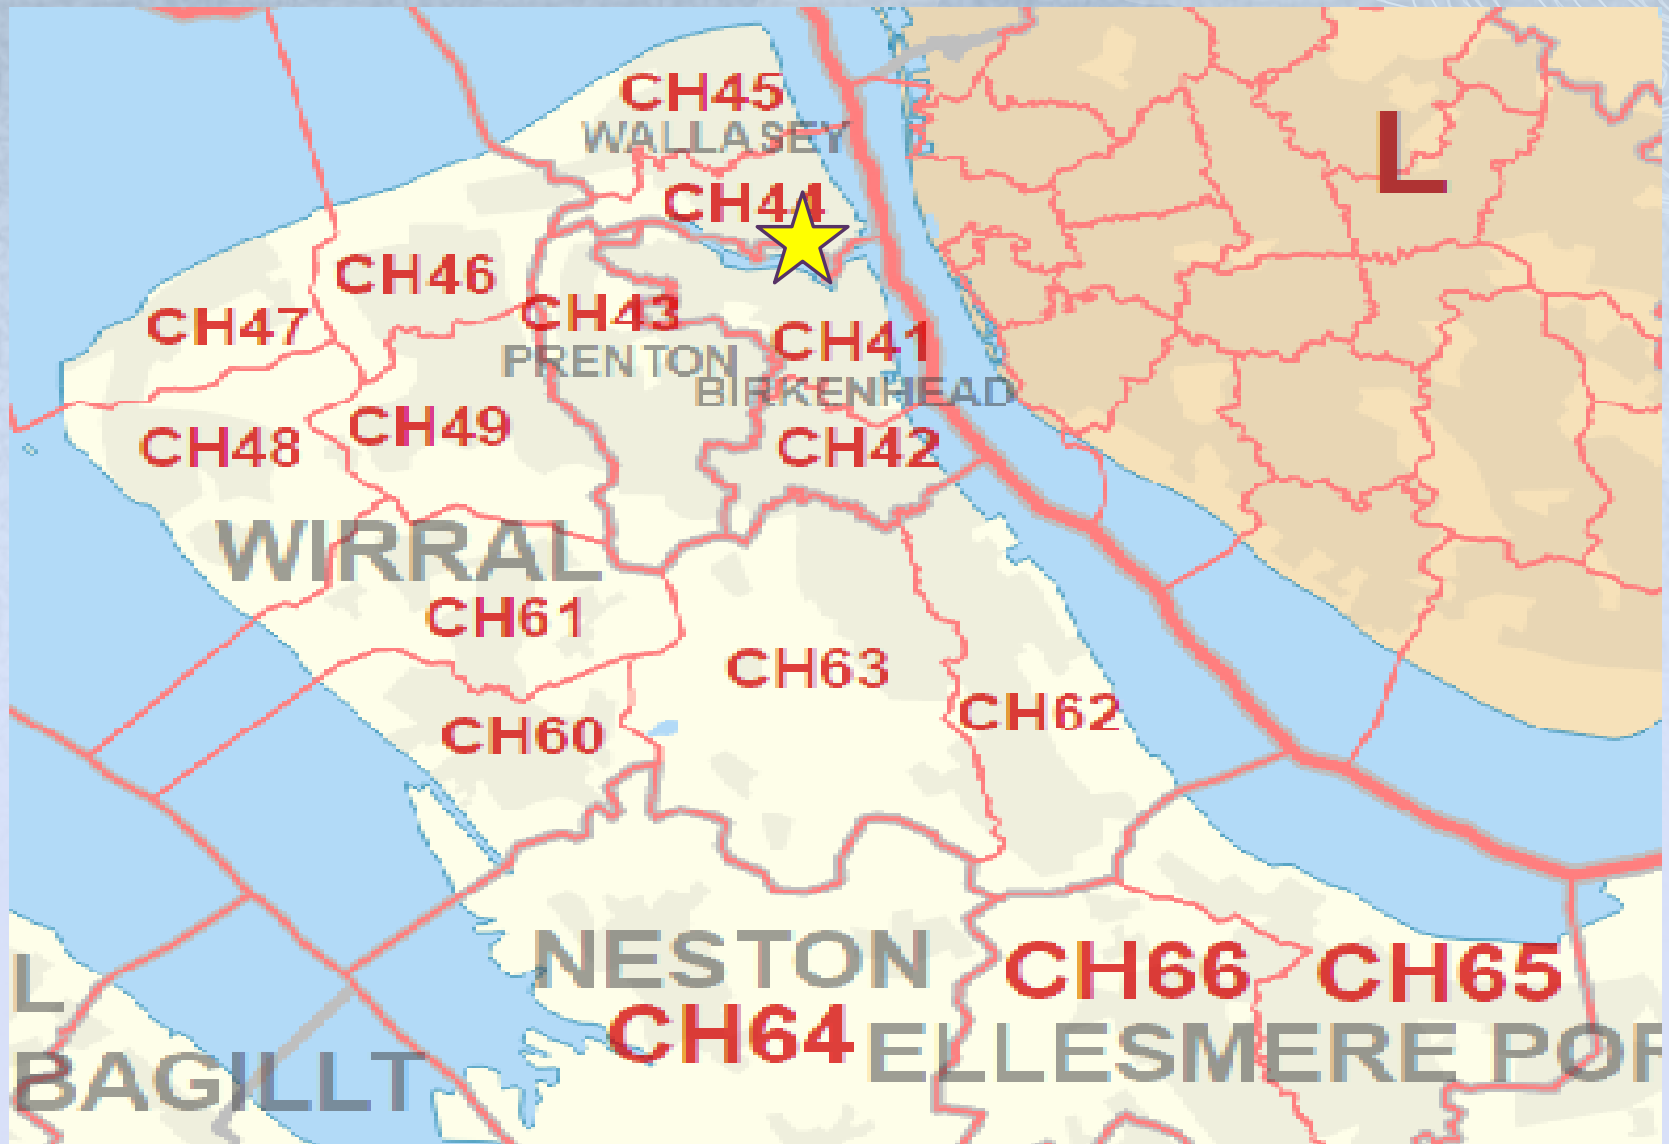 CH45
WALLASEY
L
CH44
CH46
CH47
CH43
CH41
PRENTON
BIRKENHEAD
CH49
CH48
CH42
WIRRAL
CH61
CH63
CH62
CH60
NESTON
CH66
CH65
L
CH64
ELLESMERE POR
BAGILLT